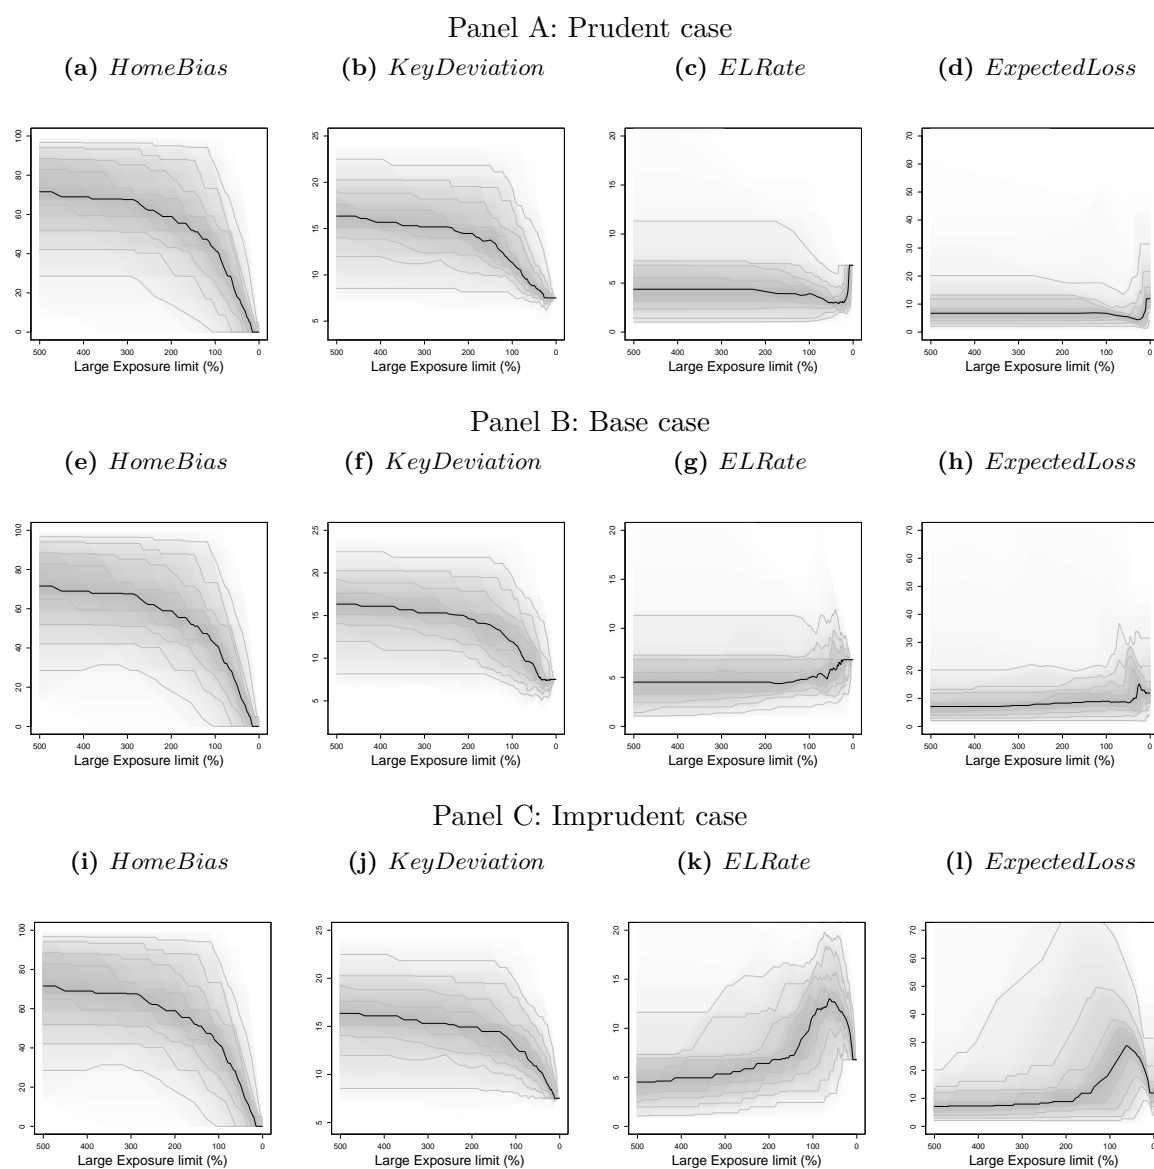 Panel A: Prudent case
(a) HomeBias (b) KeyDeviation (c) ELRate (d) ExpectedLoss
0 20 40 60 80 100
5 10 15 20 25
0 5 10 15 20
0 10 20 30 40 50 60 70
500 400 300 200 100 0 500 400 300 200 100 0 500 400 300 200 100 0 500 400 300 200 100 0
Large Exposure limit (%) Large Exposure limit (%) Large Exposure limit (%) Large Exposure limit (%)
Panel B: Base case
(e) HomeBias (f) KeyDeviation (g) ELRate (h) ExpectedLoss
0 20 40 60 80 100
5 10 15 20 25
0 5 10 15 20
0 10 20 30 40 50 60 70
500 400 300 200 100 0 500 400 300 200 100 0 500 400 300 200 100 0 500 400 300 200 100 0
Large Exposure limit (%) Large Exposure limit (%) Large Exposure limit (%) Large Exposure limit (%)
Panel C: Imprudent case
(i) HomeBias (j) KeyDeviation (k) ELRate (l) ExpectedLoss
0 20 40 60 80 100
5 10 15 20 25
0 5 10 15 20
0 10 20 30 40 50 60 70
500 400 300 200 100 0 500 400 300 200 100 0 500 400 300 200 100 0 500 400 300 200 100 0
Large Exposure limit (%) Large Exposure limit (%) Large Exposure limit (%) Large Exposure limit (%)